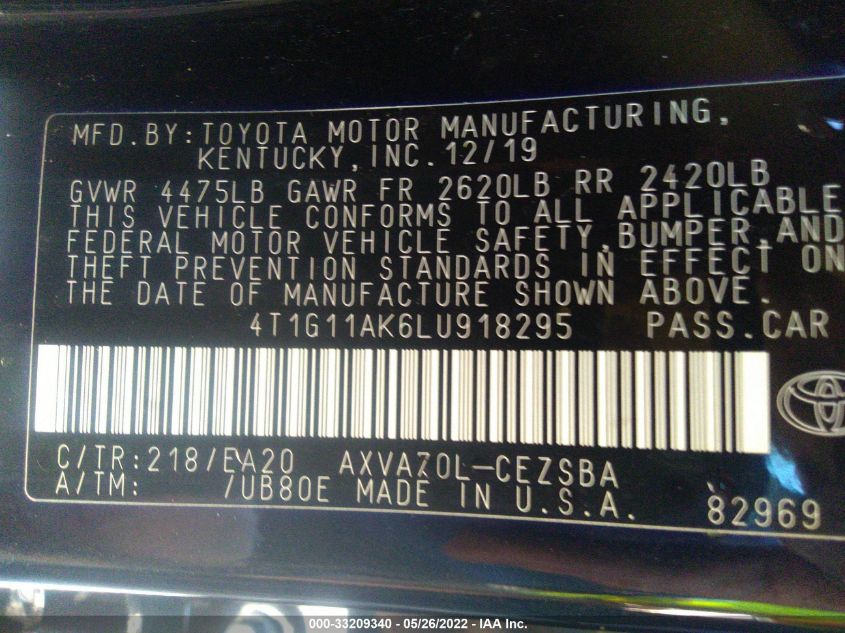 MFD.BY:TOYOTA MOTOR MANUFACTURING,
KENTUCKY,INC.12/19
GVWR 4475LB GAWR FR 2620LB RR 2420LB
THIS VEHICLE CONFORMS TO ALL APPLICABLE
FEDERAL MOTOR VEHICLE SAFETY,BUMPER,AND
THEFT PREVENTION STANDARDS IN EFFECT ON
THE DATE OF MANUFACTURE SHOWN ABOVE.
4T1G11AK6LU918295 PASS.CAR
C/TR:218/EA20 AXVA70L-CEZSBA
A/TM: /UB80E MADE IN U.S.A. 82969
000-33209340 - 05/26/2022 - IAA Inc.